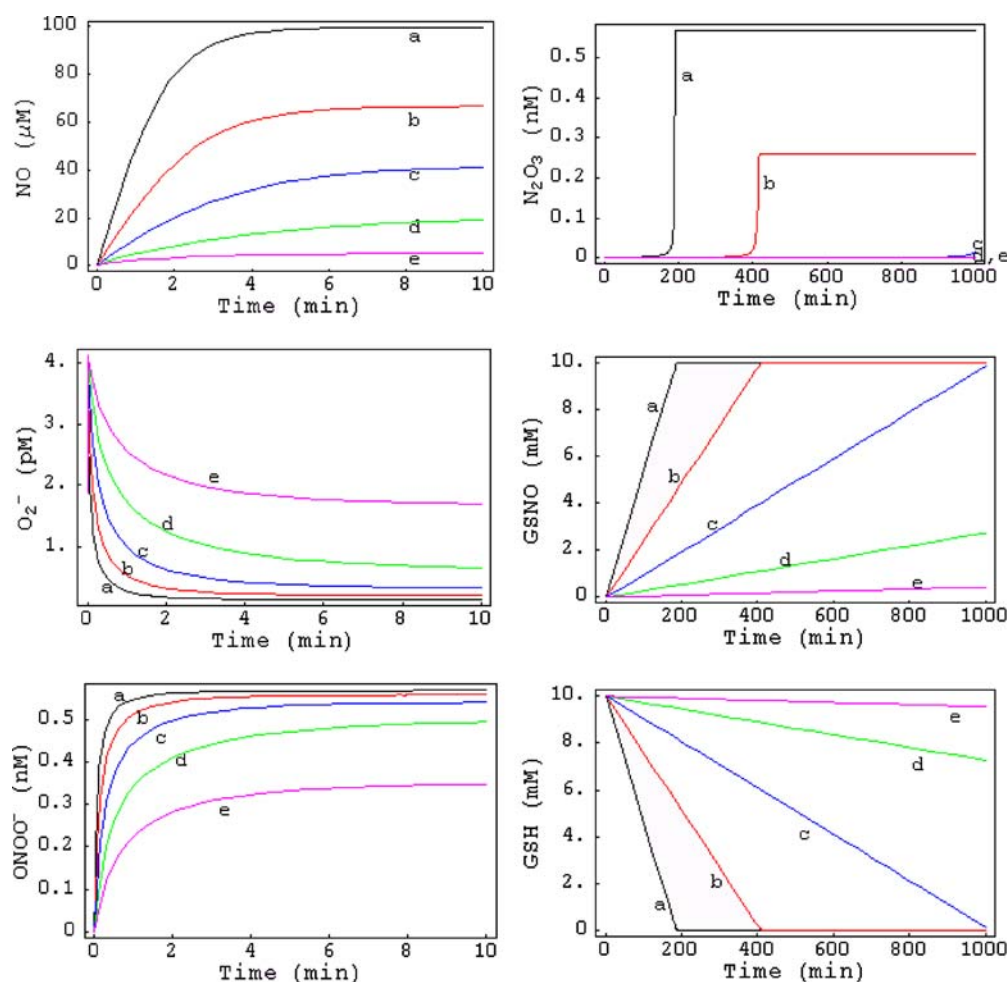 100
80
60
40
20
0
NO (μM)
a
b
c
d
e
0 2 4 6 8 10
Time (min)
0.5
0.4
0.3
0.2
0.1
0
N₂O₃ (nM)
a
b
,e
0 200 400 600 800 1000
Time (min)
4.
3.
2.
1.
O₂⁻ (pM)
e
d
c
b
a
0 2 4 6 8 10
Time (min)
10.
8.
6.
4.
2.
0
GSNO (mM)
a
b
c
d
e
0 200 400 600 800 1000
Time (min)
0.5
0.4
0.3
0.2
0.1
0
ONOO⁻ (nM)
a
b
c
d
e
0 2 4 6 8 10
Time (min)
10.
8.
6.
4.
2.
0
GSH (mM)
e
d
c
b
a
0 200 400 600 800 1000
Time (min)